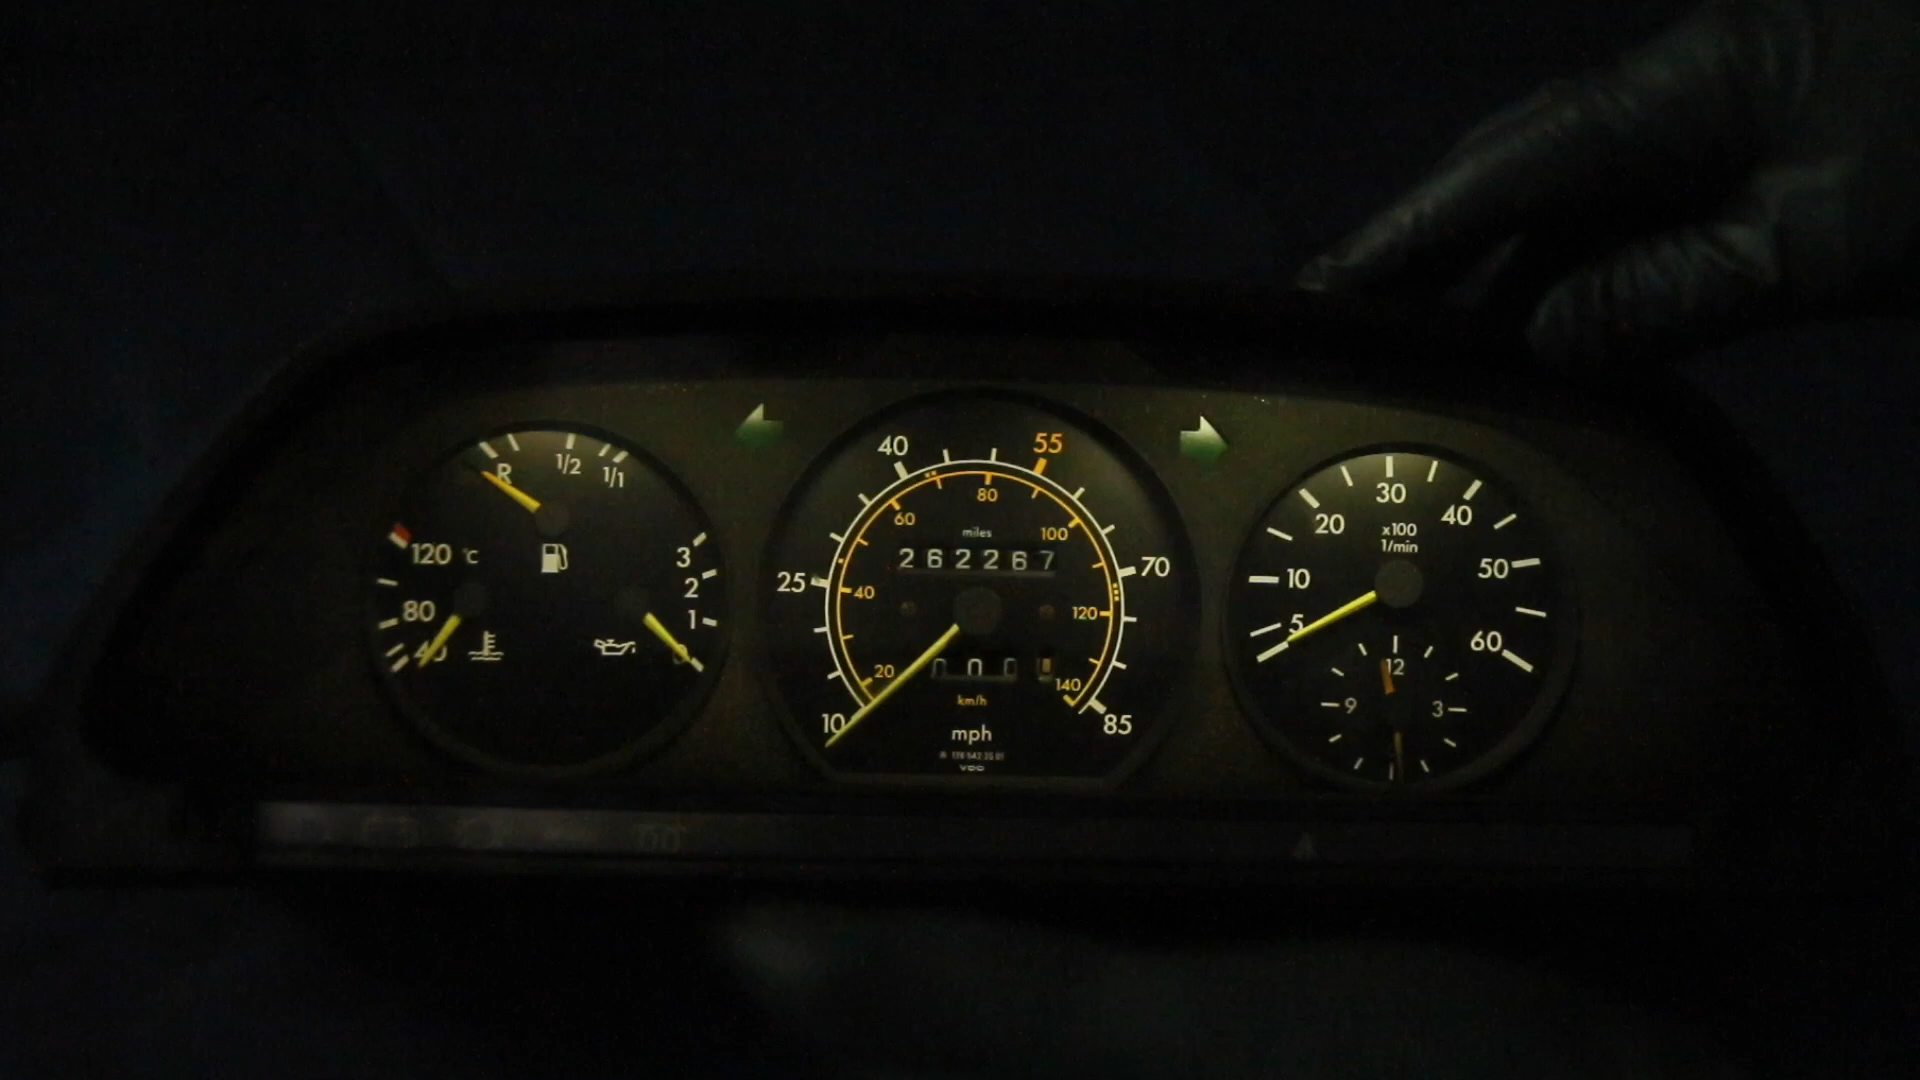 R 1/2 1/1
120 °C
80
40
3
2
1
40 55
25 70
10 85
miles
262267
20 40 60 80 100 120 140
0 0 0
km/h
mph
VDO
5 10 20 30 40 50 60
x100
1/min
12
9 3